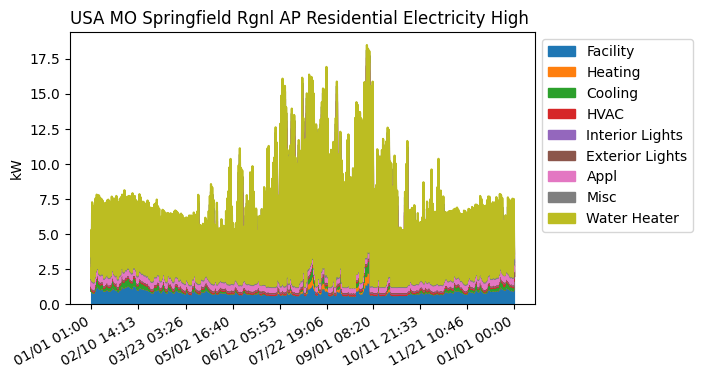 USA MO Springfield Rgnl AP Residential Electricity High
17.5
15.0
12.5
10.0
7.5
5.0
2.5
0.0
kW
01/01 01:00
02/10 14:13
03/23 03:26
05/02 16:40
06/12 05:53
07/22 19:06
09/01 08:20
10/11 21:33
11/21 10:46
01/01 00:00
Facility
Heating
Cooling
HVAC
Interior Lights
Exterior Lights
Appl
Misc
Water Heater